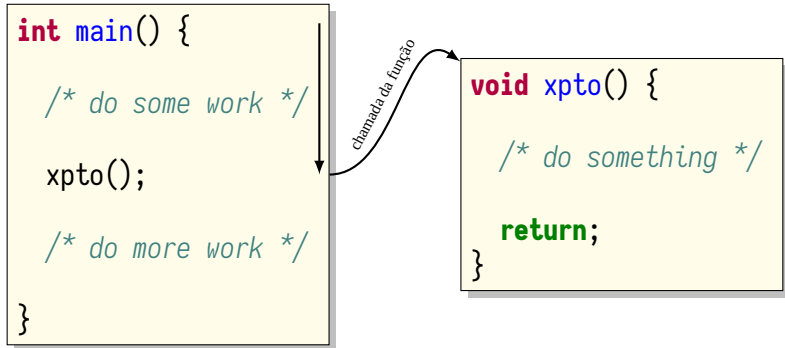 int main() {
/* do some work */
xpto();
/* do more work */
}
chamada da função
void xpto() {
/* do something */
return;
}